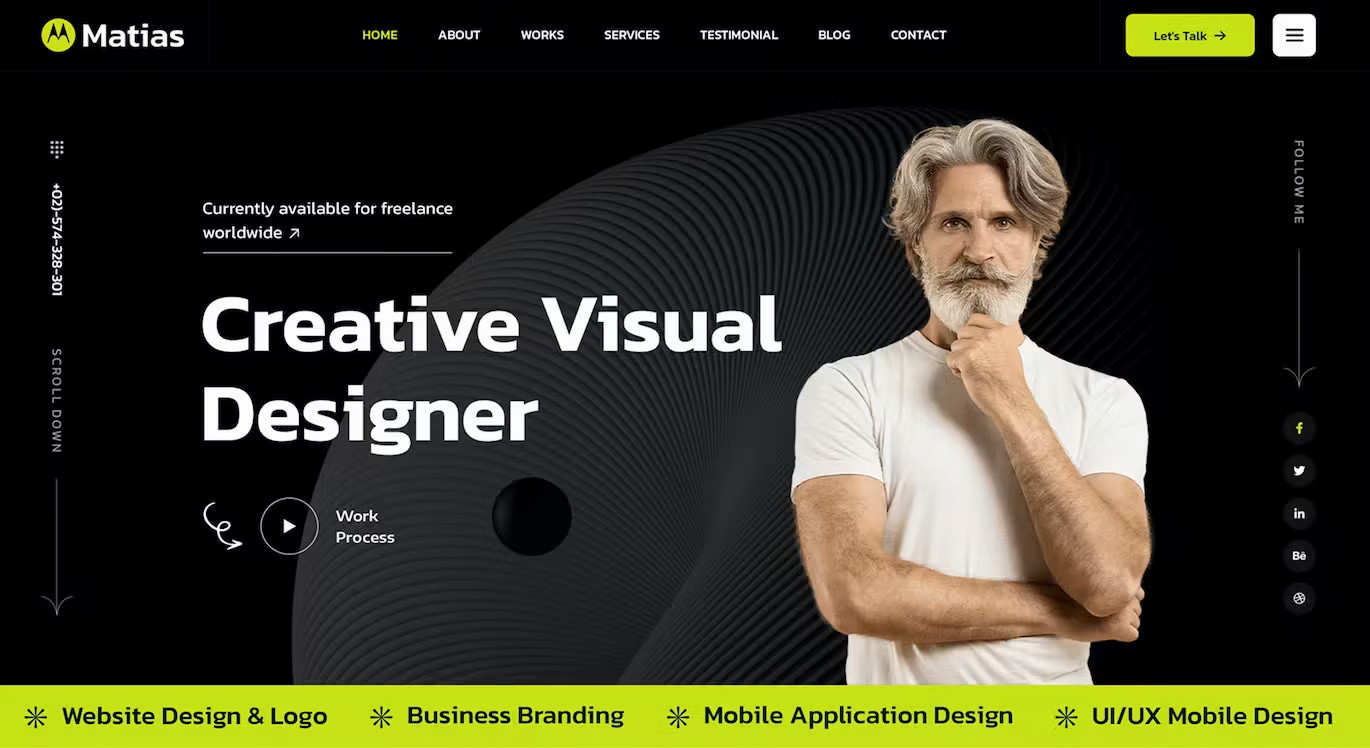 Matias
HOME
ABOUT
WORKS
SERVICES
TESTIMONIAL
BLOG
CONTACT
Let's Talk
+02)-574-328-301
SCROLL DOWN
Currently available for freelance
worldwide
Creative Visual
Designer
Work
Process
FOLLOW ME
in
Bē
Website Design & Logo
Business Branding
Mobile Application Design
UI/UX Mobile Design